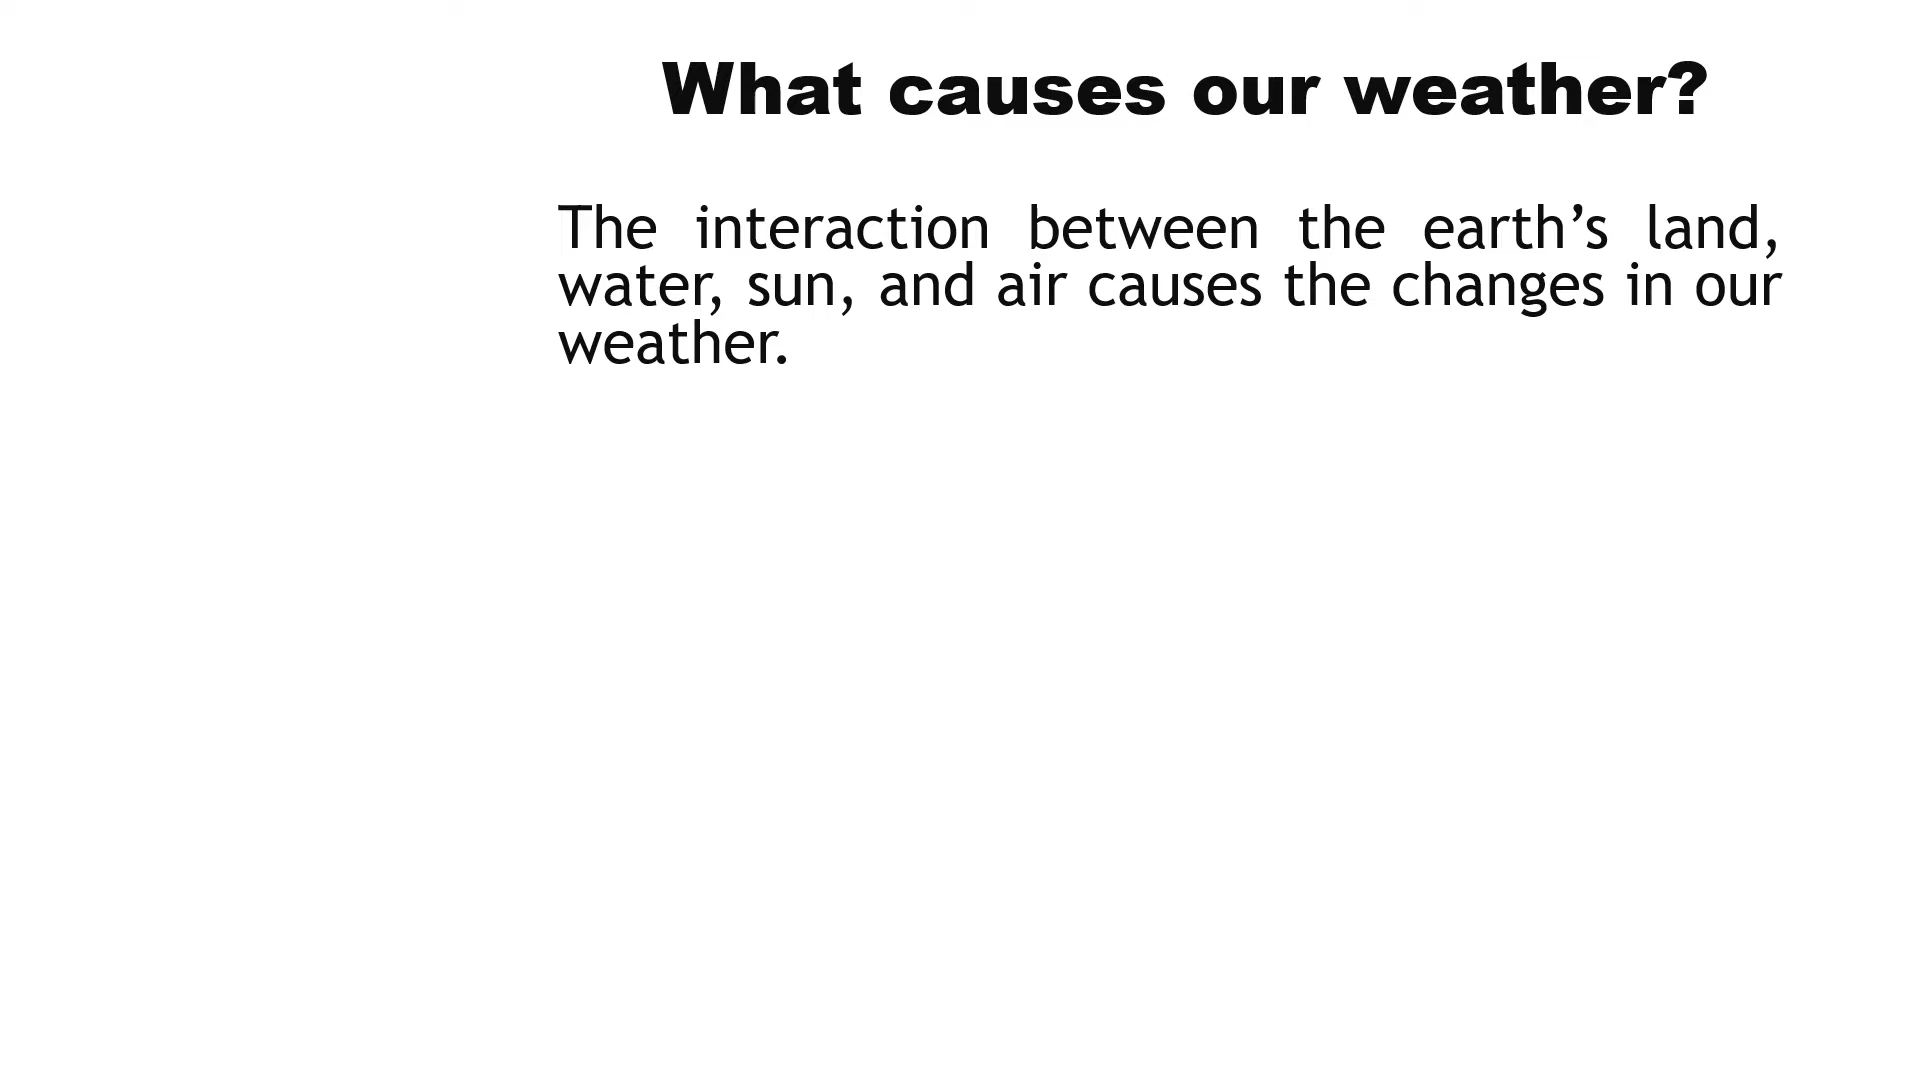 What causes our weather?
The interaction between the earth’s land,
water, sun, and air causes the changes in our
weather.